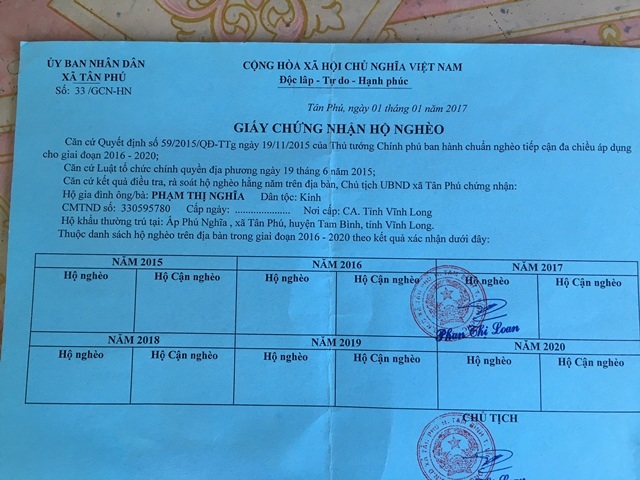 ỦY BAN NHÂN DÂN
XÃ TÂN PHÚ
Số: 33 /GCN-HN
CỘNG HÒA XÃ HỘI CHỦ NGHĨA VIỆT NAM
Độc lập - Tự do - Hạnh phúc
Tân Phú, ngày 01 tháng 01 năm 2017
GIẤY CHỨNG NHẬN HỘ NGHÈO
Căn cứ Quyết định số 59/2015/QĐ-TTg ngày 19/11/2015 của Thủ tướng Chính phủ ban hành chuẩn nghèo tiếp cận đa chiều áp dụng
cho giai đoạn 2016 - 2020;
Căn cứ Luật tổ chức chính quyền địa phương ngày 19 tháng 6 năm 2015;
Căn cứ kết quả điều tra, rà soát hộ nghèo hằng năm trên địa bàn, Chủ tịch UBND xã Tân Phú chứng nhận:
Hộ gia đình ông/bà: PHẠM THỊ NGHĨA Dân tộc: Kinh
CMTND số: 330595780 Cấp ngày: ...................... Nơi cấp: CA. Tỉnh Vĩnh Long
Hộ khẩu thường trú tại: Ấp Phú Nghĩa , xã Tân Phú, huyện Tam Bình, tỉnh Vĩnh Long.
Thuộc danh sách hộ nghèo trên địa bàn trong giai đoạn 2016 - 2020 theo kết quả xác nhận dưới đây:
NĂM 2015 NĂM 2016 NĂM 2017
Hộ nghèo Hộ Cận nghèo Hộ nghèo Hộ Cận nghèo Hộ nghèo Hộ Cận nghèo
Phan Thị Loan
NĂM 2018 NĂM 2019 NĂM 2020
Hộ nghèo Hộ Cận nghèo Hộ nghèo Hộ Cận nghèo Hộ nghèo Hộ Cận nghèo
CHỦ TỊCH